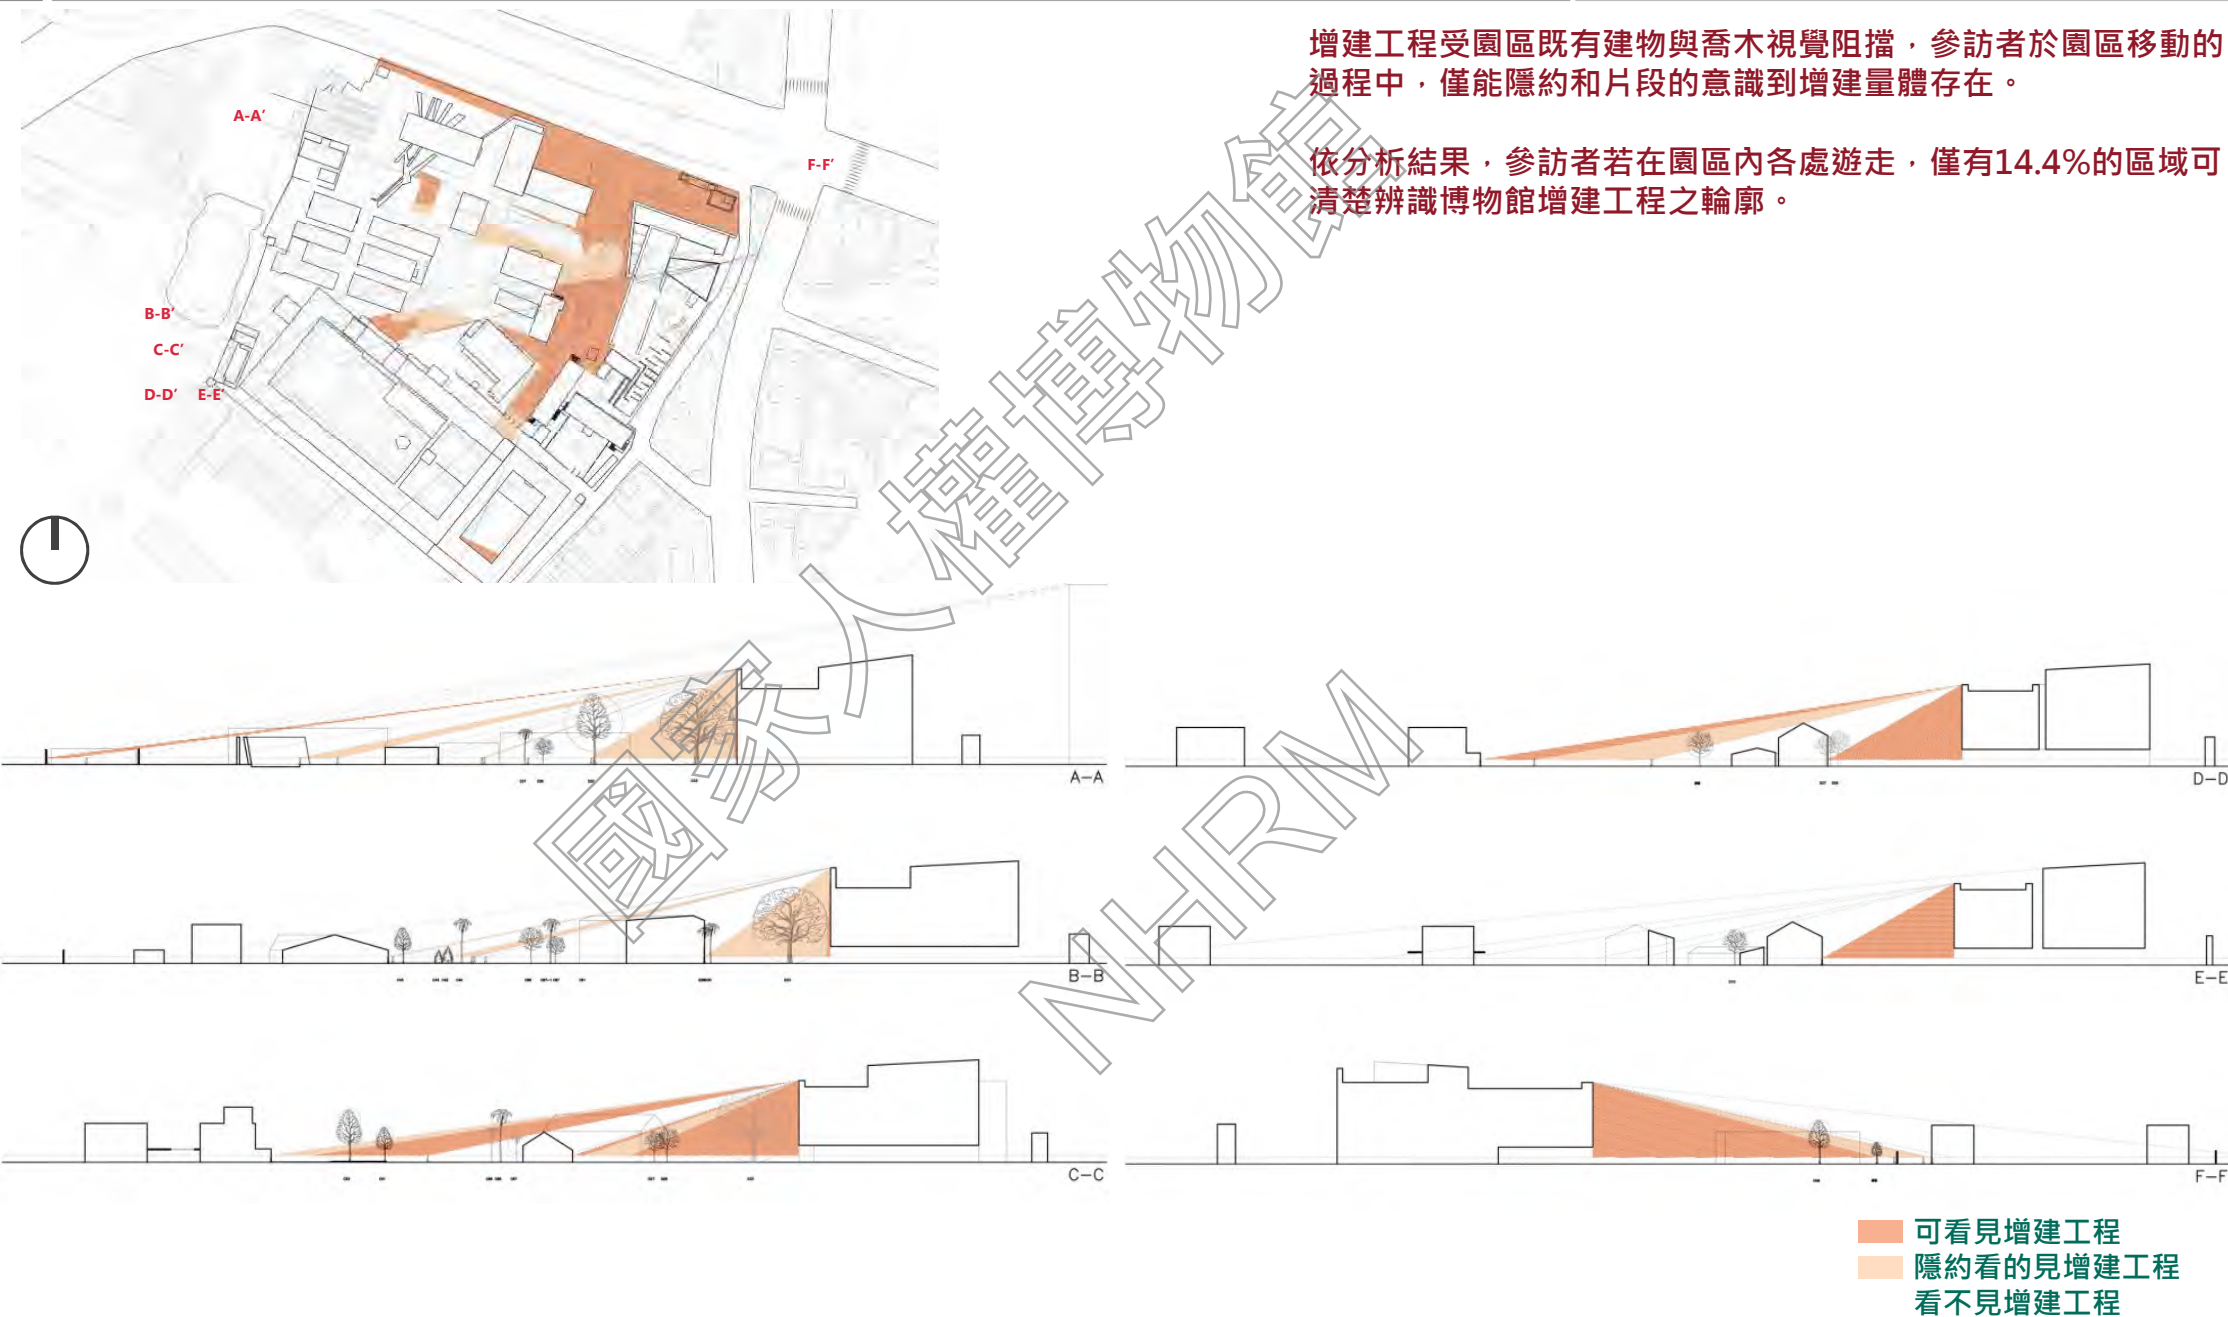 增建工程受園區既有建物與喬木視覺阻擋，參訪者於園區移動的
過程中，僅能隱約和片段的意識到增建量體存在。
依分析結果，參訪者若在園區內各處遊走，僅有14.4%的區域可
清楚辨識博物館增建工程之輪廓。
A-A’
F-F’
B-B’
C-C’
D-D’ E-E’
國家人權博物館
NHRM
A-A
D-D
B-B
E-E
C-C
F-F
可看見增建工程
隱約看的見增建工程
看不見增建工程